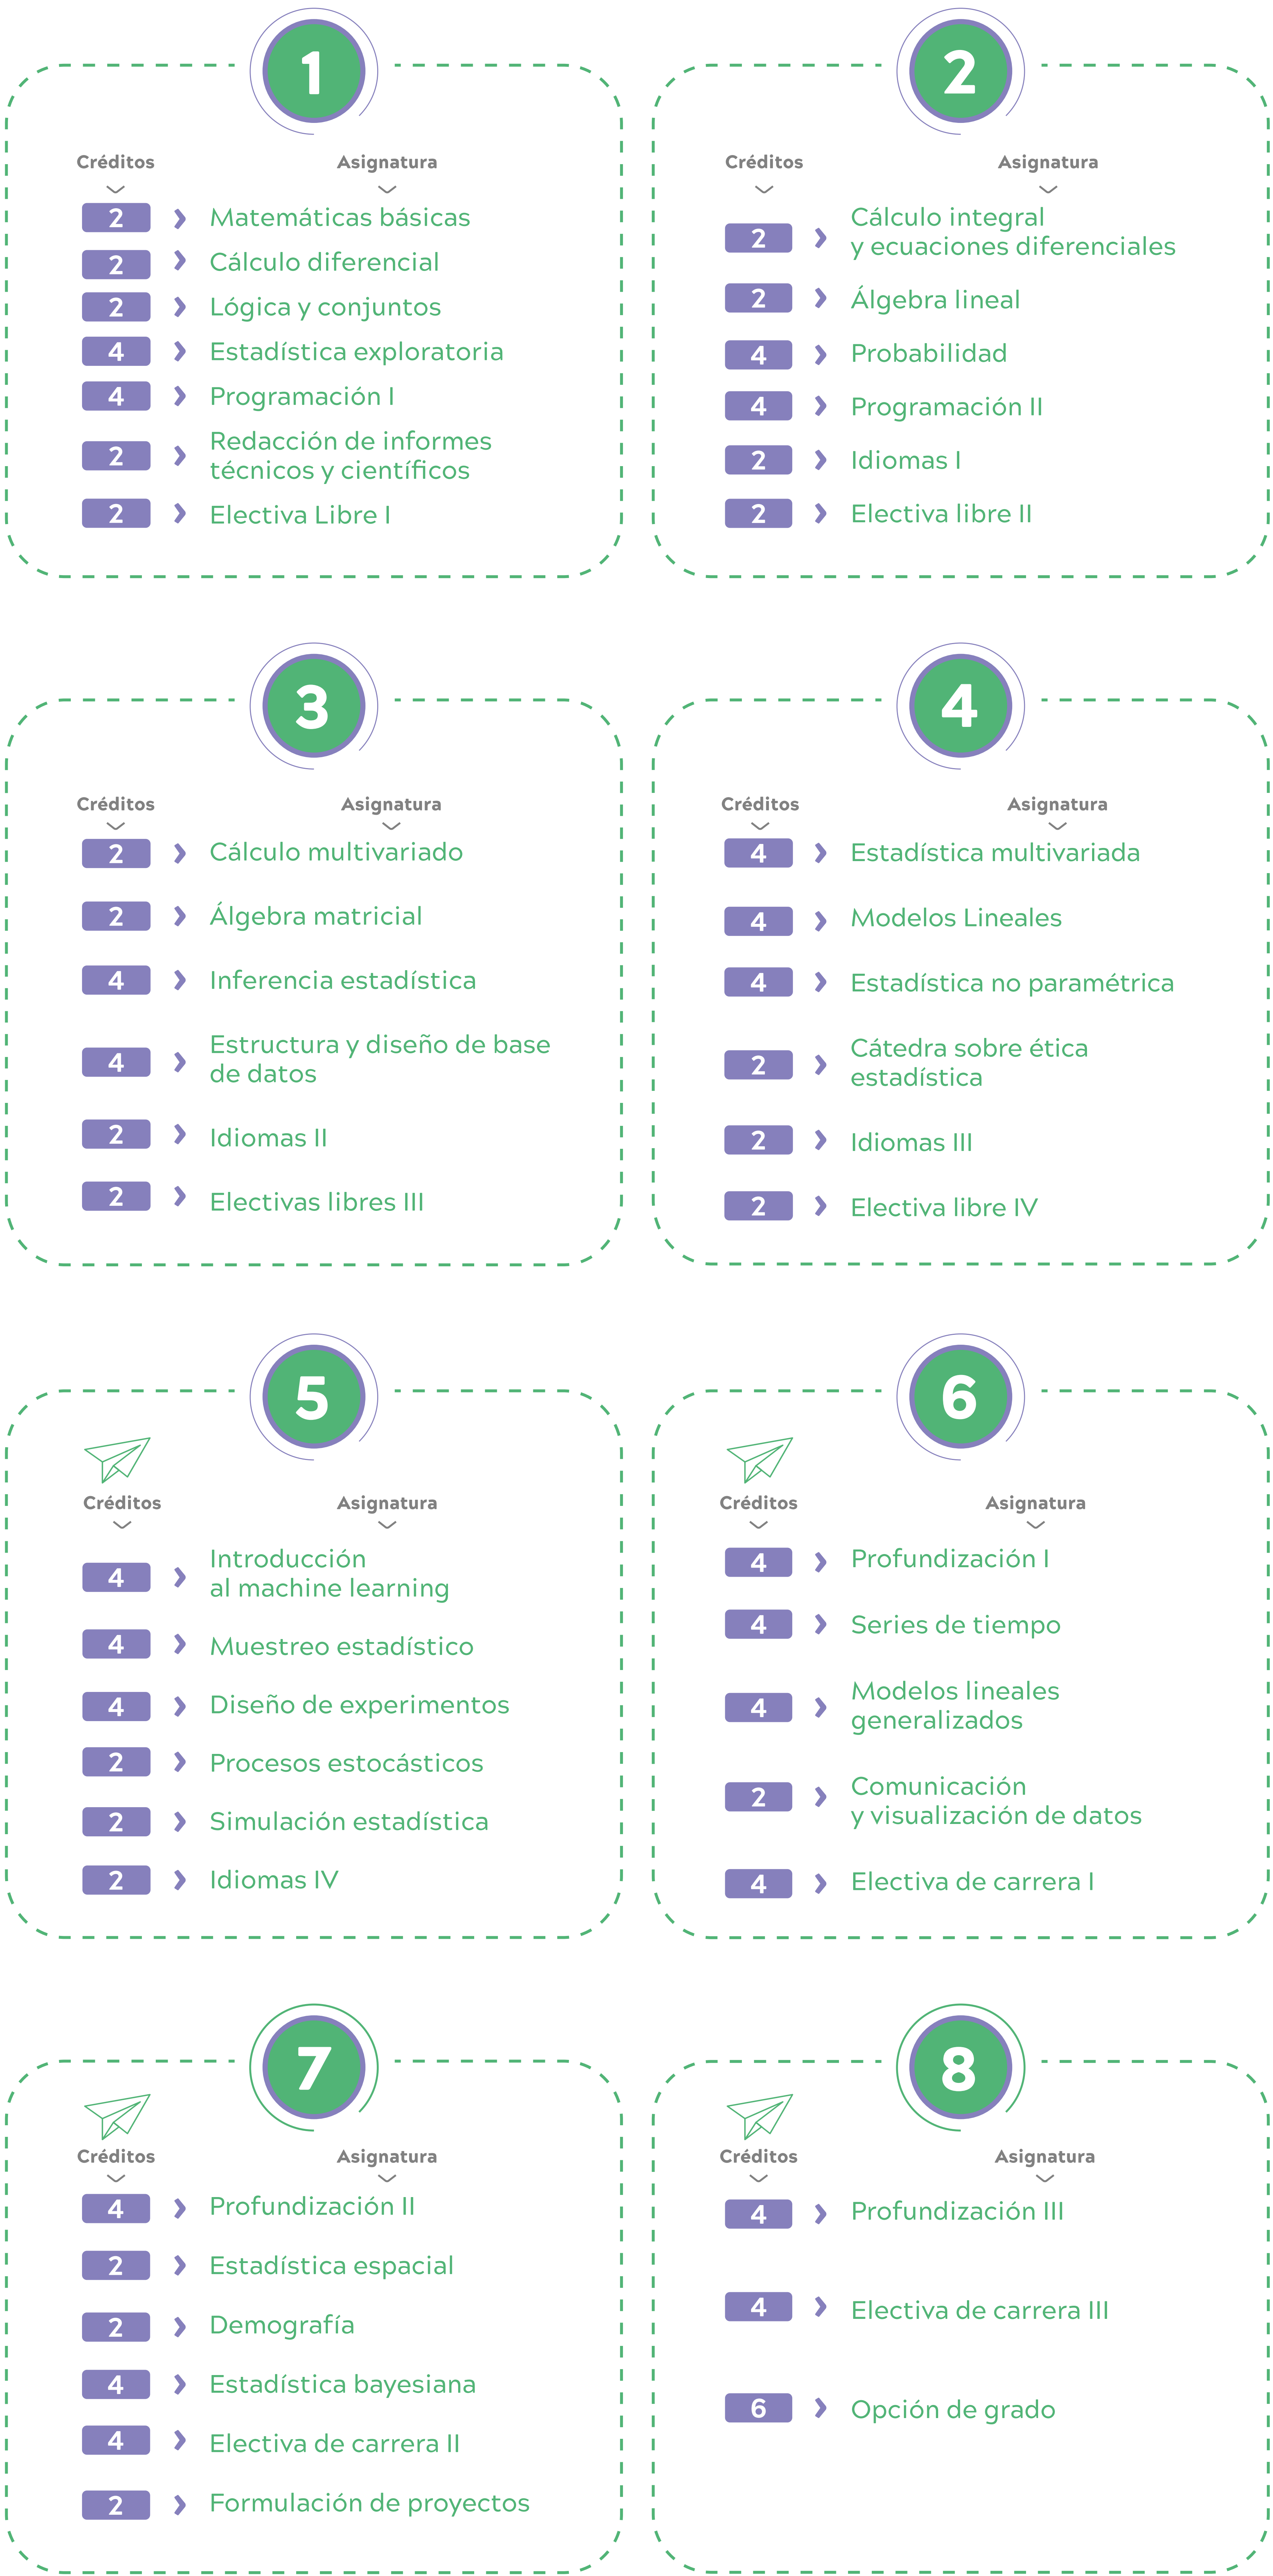 1
Créditos Asignatura
2 Matemáticas básicas
2 Cálculo diferencial
2 Lógica y conjuntos
4 Estadística exploratoria
4 Programación I
2 Redacción de informes
técnicos y científicos
2 Electiva Libre I
2
Créditos Asignatura
2 Cálculo integral
y ecuaciones diferenciales
2 Álgebra lineal
4 Probabilidad
4 Programación II
2 Idiomas I
2 Electiva libre II
3
Créditos Asignatura
2 Cálculo multivariado
2 Álgebra matricial
4 Inferencia estadística
4 Estructura y diseño de base
de datos
2 Idiomas II
2 Electivas libres III
4
Créditos Asignatura
4 Estadística multivariada
4 Modelos Lineales
4 Estadística no paramétrica
2 Cátedra sobre ética
estadística
2 Idiomas III
2 Electiva libre IV
5
Créditos Asignatura
4 Introducción
al machine learning
4 Muestreo estadístico
4 Diseño de experimentos
2 Procesos estocásticos
2 Simulación estadística
2 Idiomas IV
6
Créditos Asignatura
4 Profundización I
4 Series de tiempo
4 Modelos lineales
generalizados
2 Comunicación
y visualización de datos
4 Electiva de carrera I
7
Créditos Asignatura
4 Profundización II
2 Estadística espacial
2 Demografía
4 Estadística bayesiana
4 Electiva de carrera II
2 Formulación de proyectos
8
Créditos Asignatura
4 Profundización III
4 Electiva de carrera III
6 Opción de grado